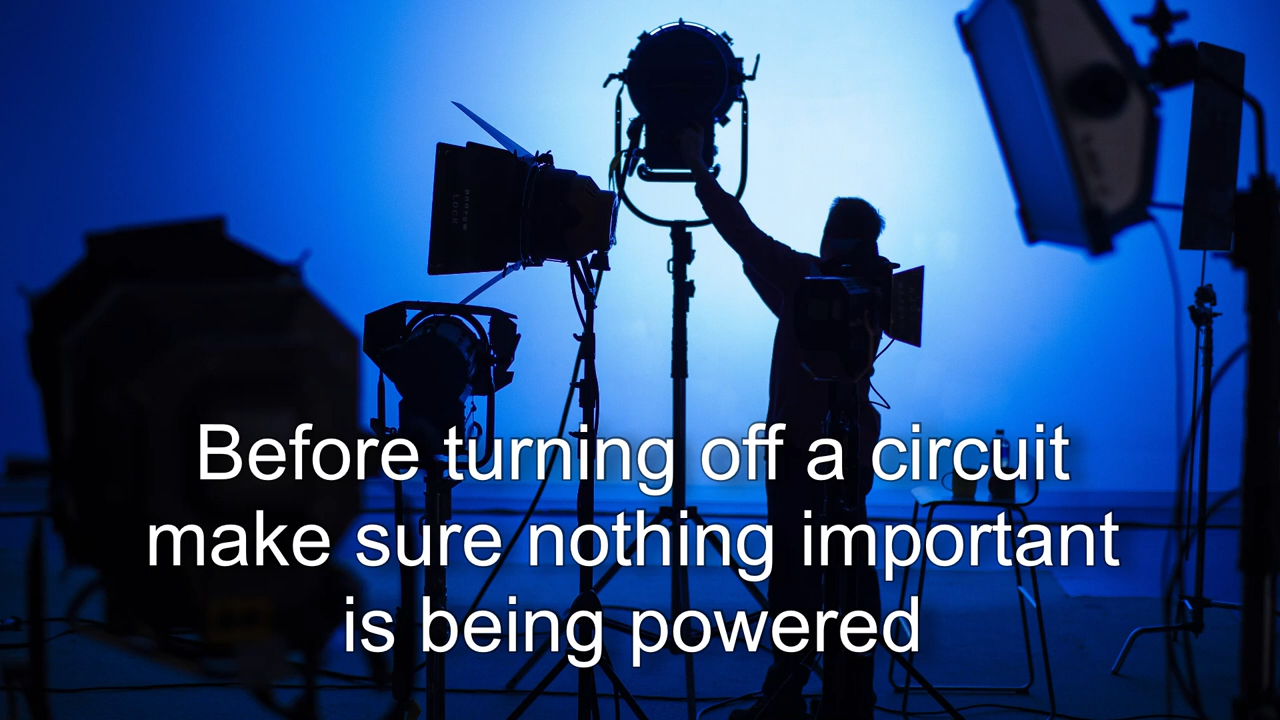 Before turning off a circuit
make sure nothing important
is being powered